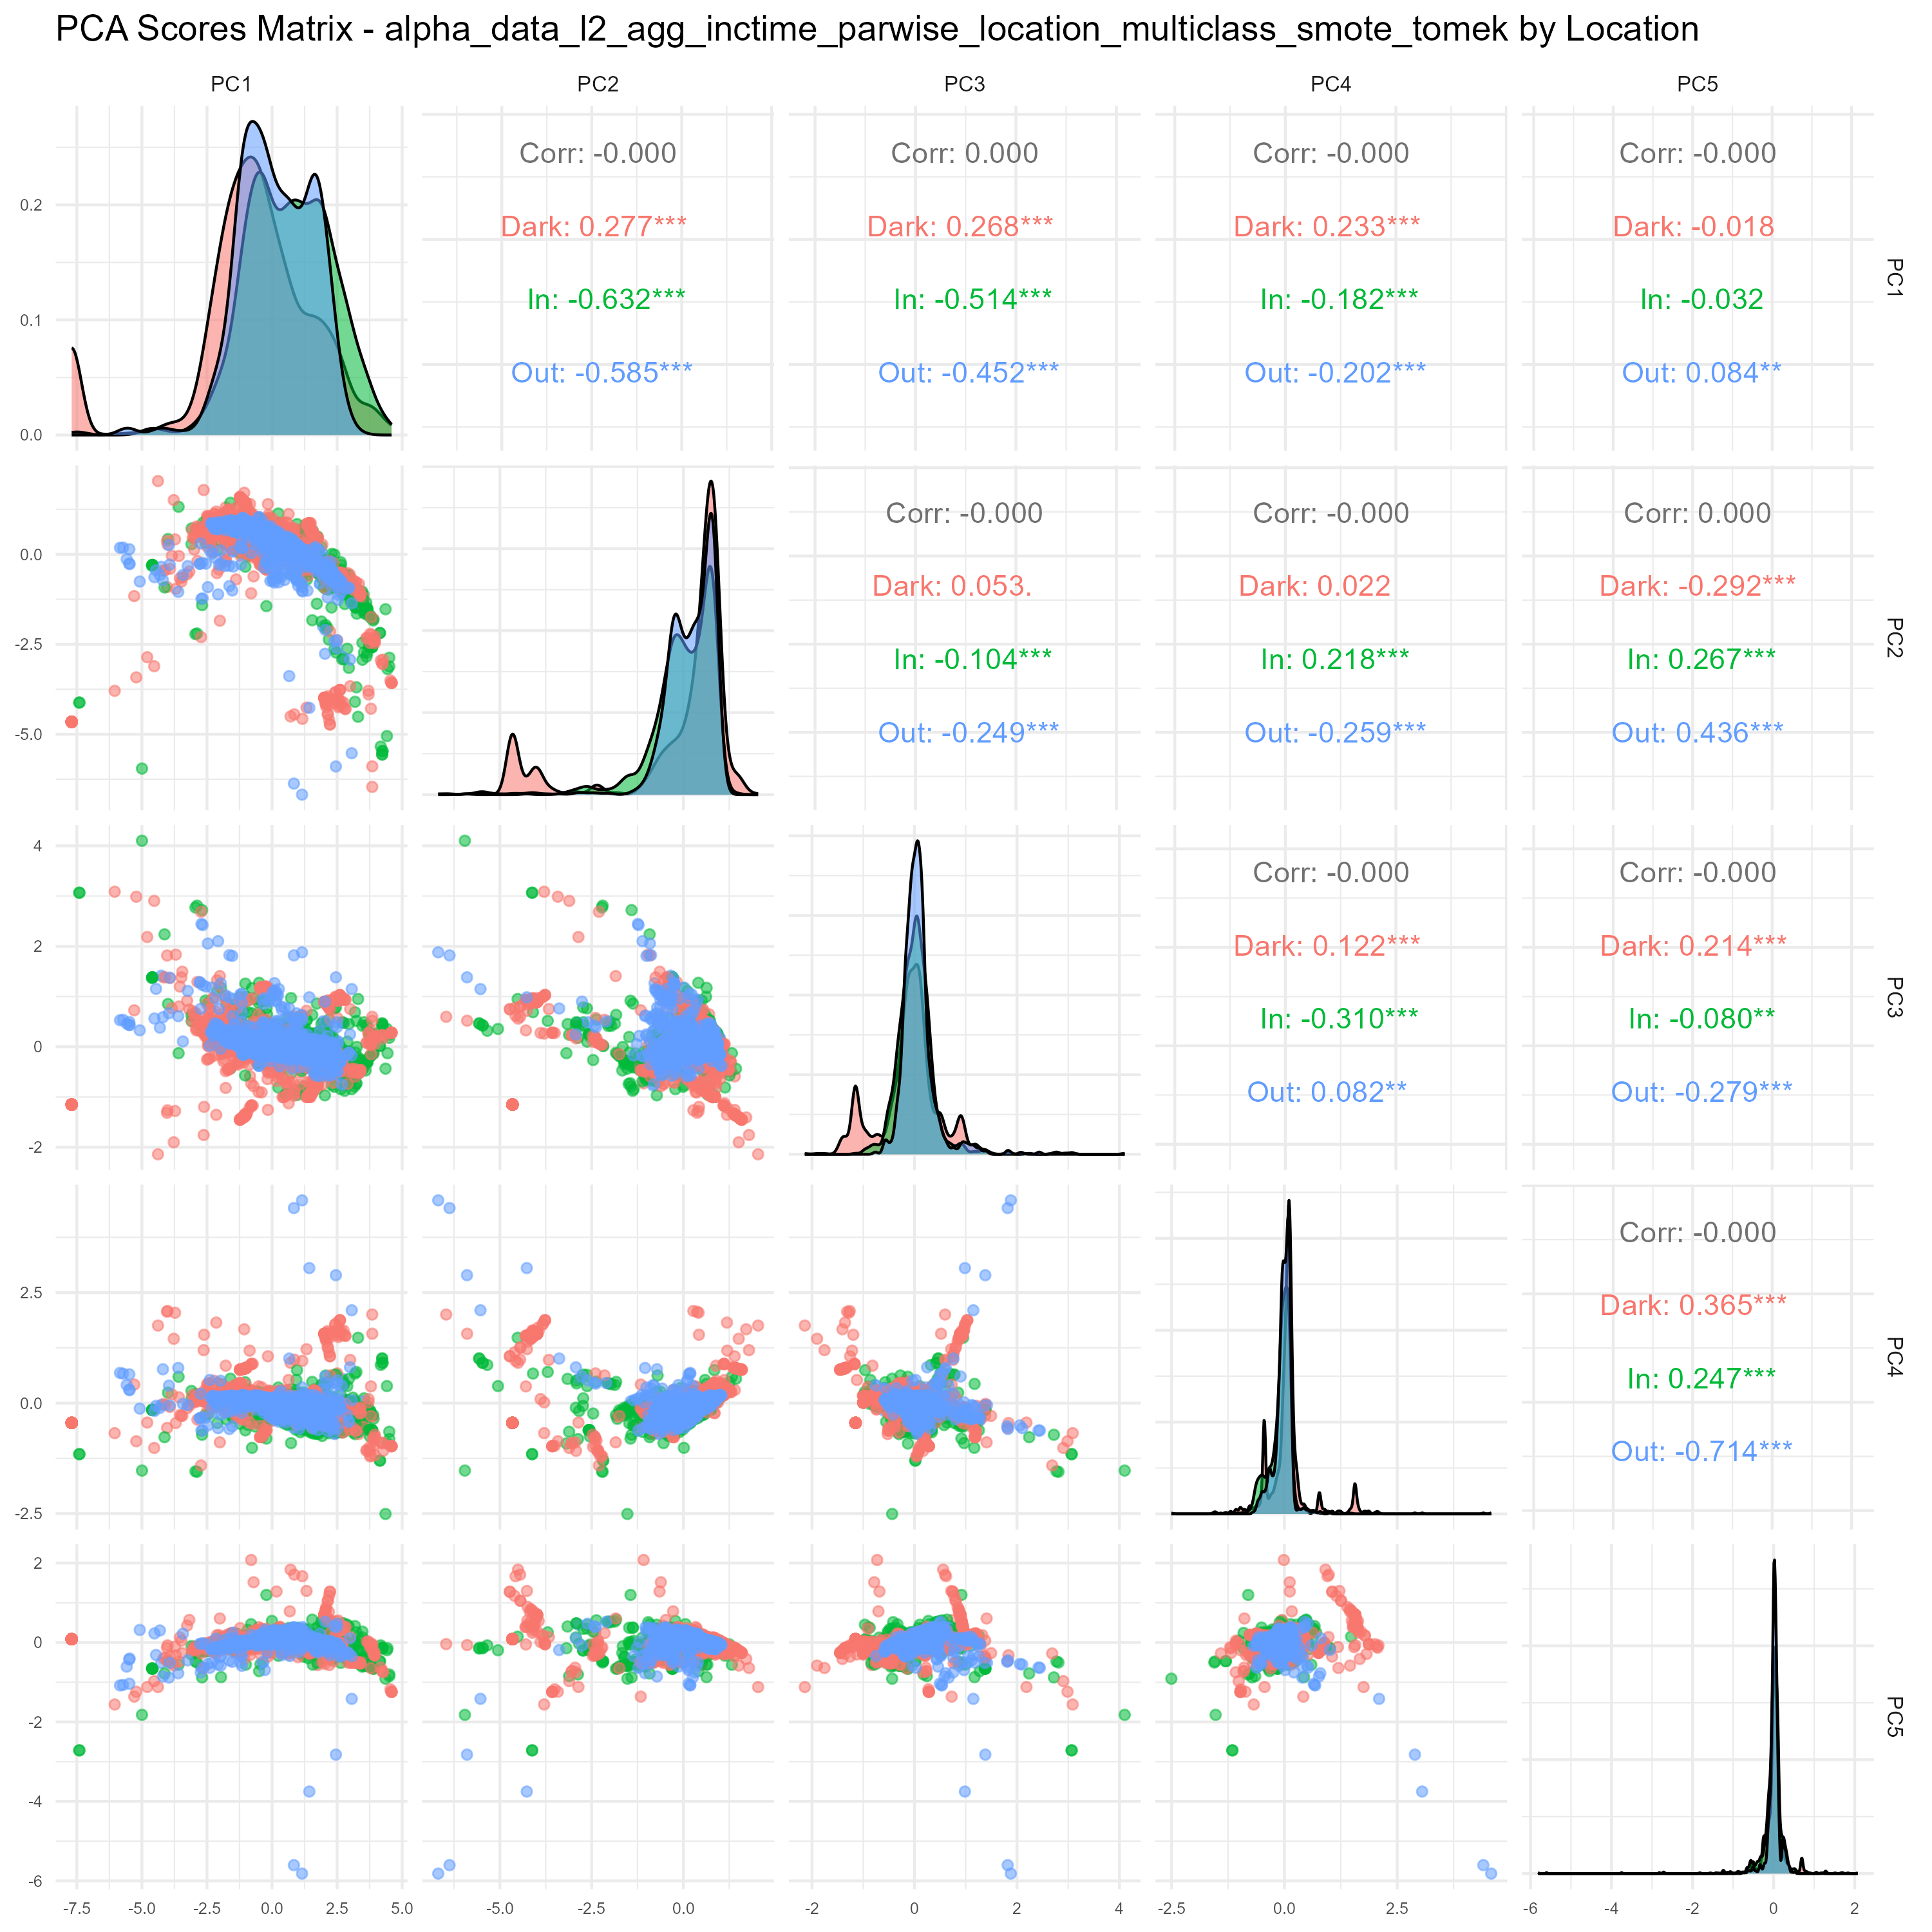 PCA Scores Matrix - alpha_data_l2_agg_inctime_parwise_location_multiclass_smote_tomek by Location
PC1 PC2 PC3 PC4 PC5
0.2
0.1
0.0
Corr: -0.000
Dark: 0.277***
In: -0.632***
Out: -0.585***
Corr: 0.000
Dark: 0.268***
In: -0.514***
Out: -0.452***
Corr: -0.000
Dark: 0.233***
In: -0.182***
Out: -0.202***
Corr: -0.000
Dark: -0.018
In: -0.032
Out: 0.084**
PC1
0.0
-2.5
-5.0
Corr: -0.000
Dark: 0.053.
In: -0.104***
Out: -0.249***
Corr: -0.000
Dark: 0.022
In: 0.218***
Out: -0.259***
Corr: 0.000
Dark: -0.292***
In: 0.267***
Out: 0.436***
PC2
4
2
0
-2
Corr: -0.000
Dark: 0.122***
In: -0.310***
Out: 0.082**
Corr: -0.000
Dark: 0.214***
In: -0.080**
Out: -0.279***
PC3
2.5
0.0
-2.5
Corr: -0.000
Dark: 0.365***
In: 0.247***
Out: -0.714***
PC4
2
0
-2
-4
-6
PC5
-7.5 -5.0 -2.5 0.0 2.5 5.0
-5.0 -2.5 0.0
-2 0 2 4
-2.5 0.0 2.5
-6 -4 -2 0 2